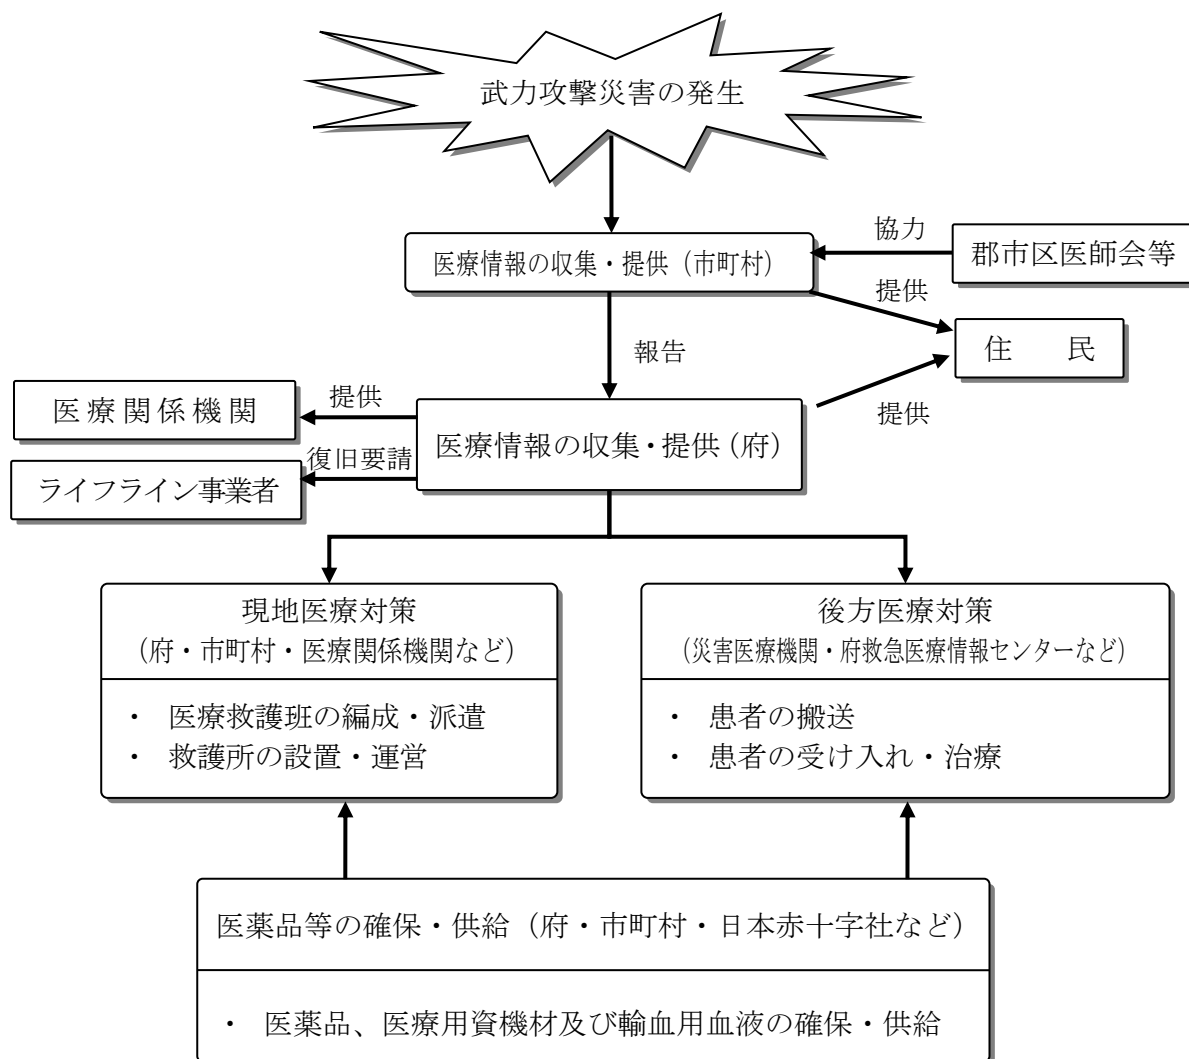 武力攻撃災害の発生
協力
郡市区医師会等
医療情報の収集・提供（市町村）
提供
住　　民
報告
提供
医療関係機関
提供
医療情報の収集・提供（府）
復旧要請
ライフライン事業者
現地医療対策
（府・市町村・医療関係機関など）
・　医療救護班の編成・派遣
・　救護所の設置・運営
後方医療対策
（災害医療機関・府救急医療情報センターなど）
・　患者の搬送
・　患者の受け入れ・治療
医薬品等の確保・供給（府・市町村・日本赤十字社など）
・　医薬品、医療用資機材及び輸血用血液の確保・供給